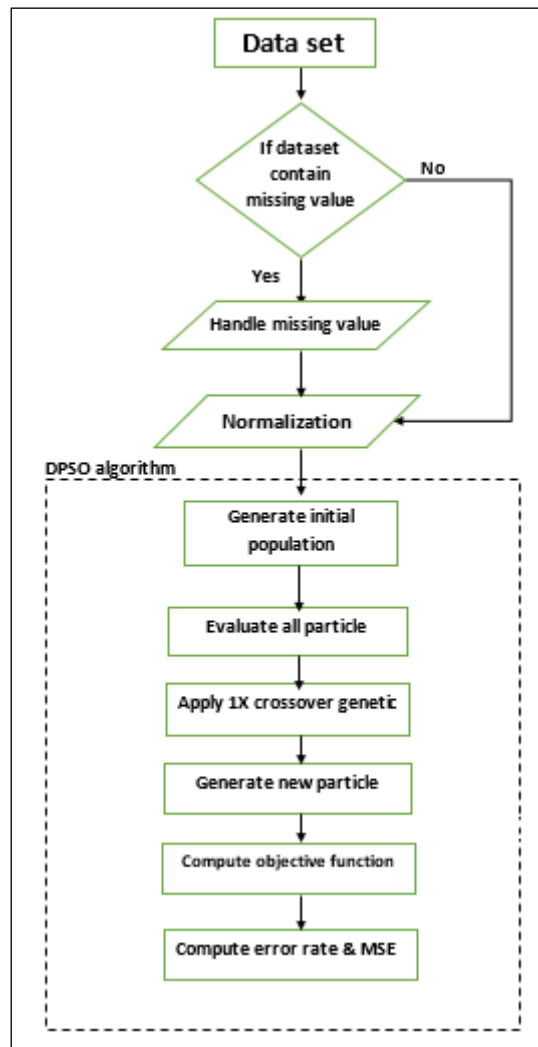 Data set
If dataset
contain
missing value
No
Yes
Handle missing value
Normalization
DPSO algorithm
Generate initial
population
Evaluate all particle
Apply 1X crossover genetic
Generate new particle
Compute objective function
Compute error rate & MSE